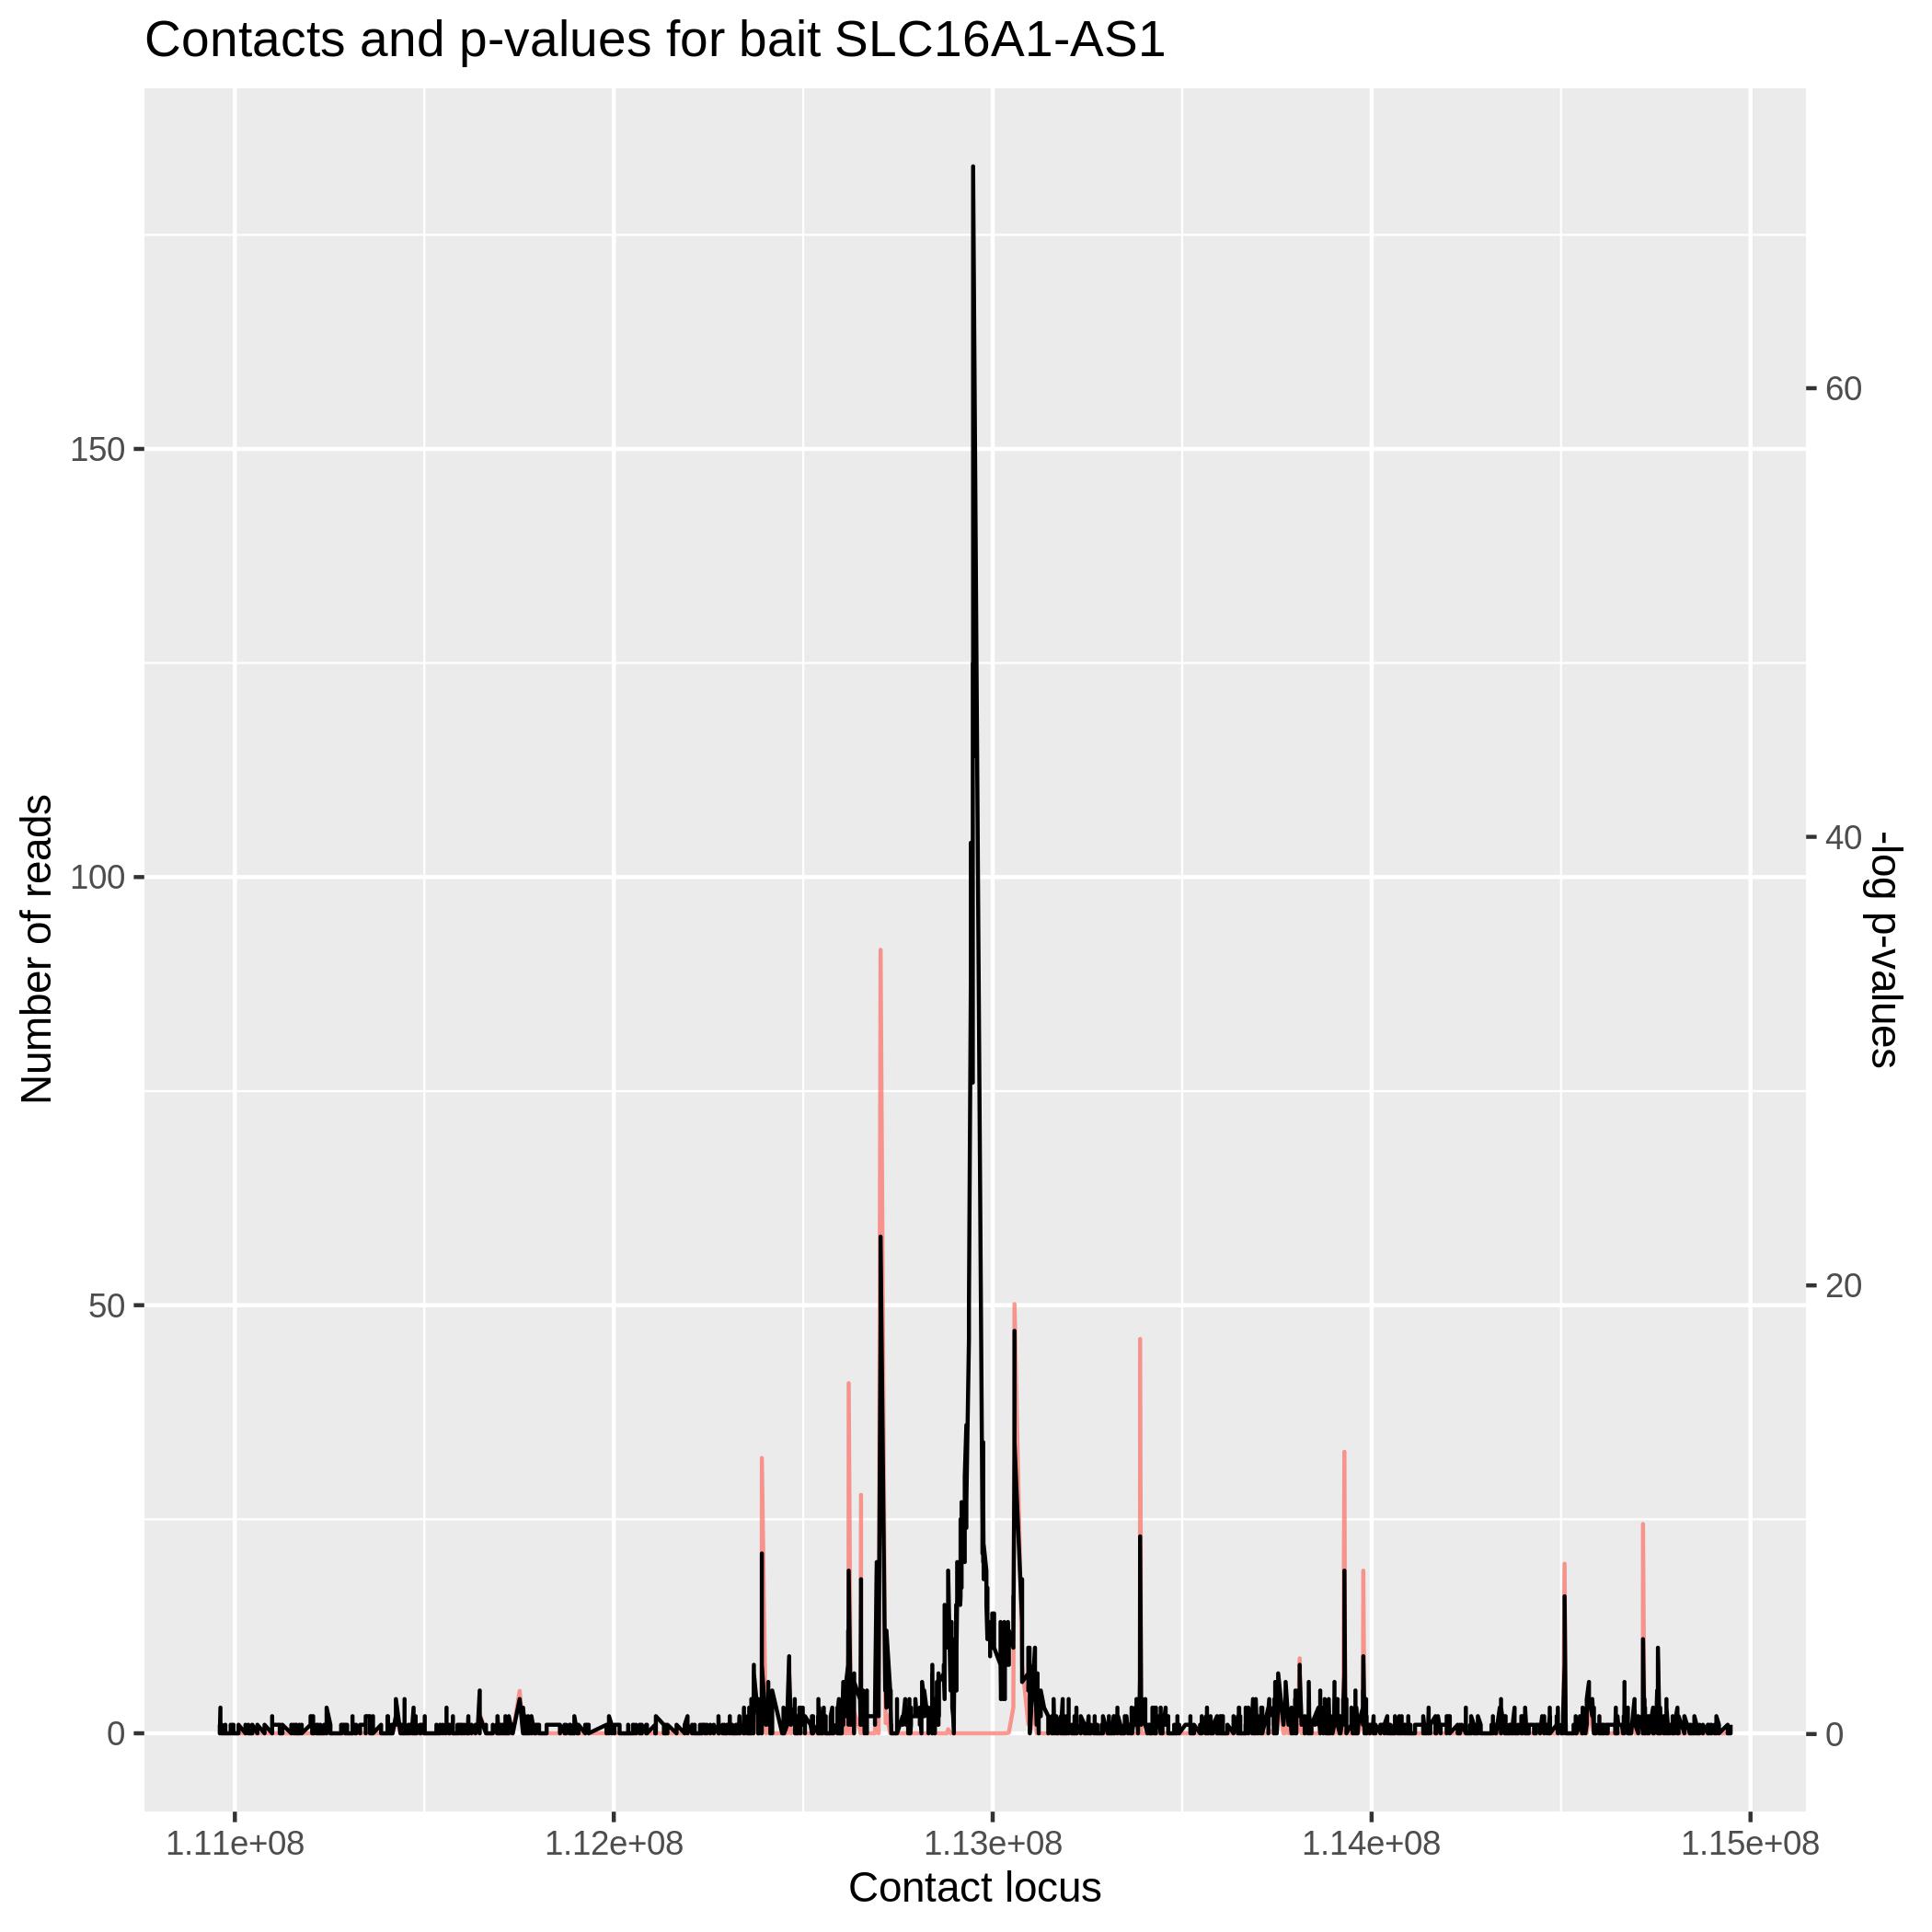 Contacts and p-values for bait SLC16A1-AS1
Number of reads
150
100
50
0
60
40
20
0
-log p-values
1.11e+08 1.12e+08 1.13e+08 1.14e+08 1.15e+08
Contact locus